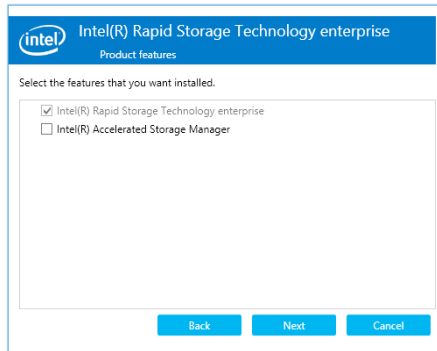 intel
Intel(R) Rapid Storage Technology enterprise
Product features
Select the features that you want installed.
Intel(R) Rapid Storage Technology enterprise
Intel(R) Accelerated Storage Manager
Back Next Cancel